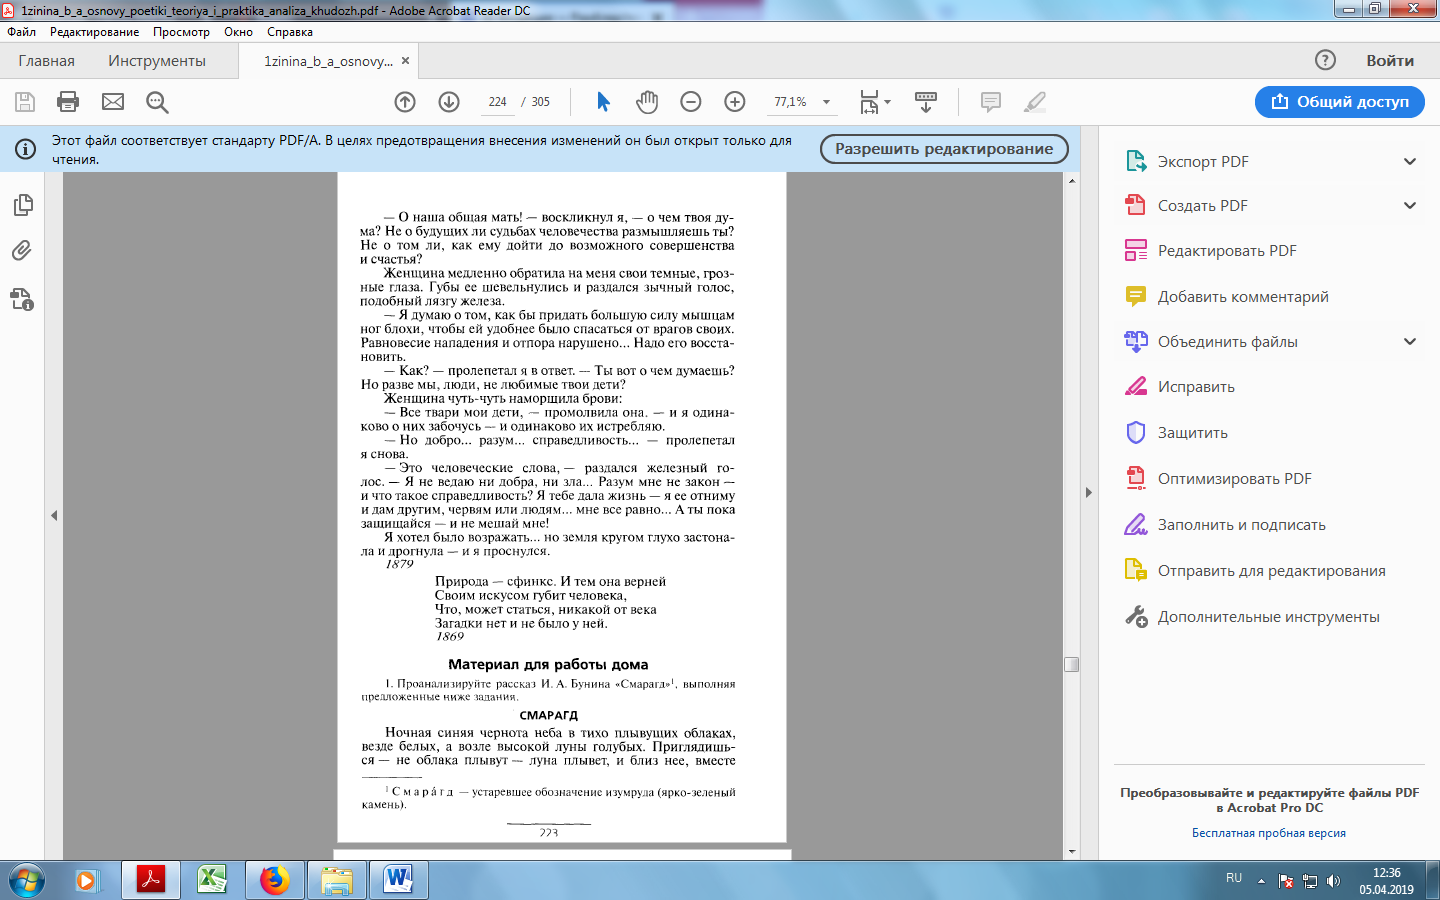 1zinina_b_a_osnovy_poetiki_teoriya_i_praktika_analiza_khudozh.pdf - Adobe Acrobat Reader DC
Файл Редактирование Просмотр Окно Справка
Главная Инструменты 1zinina_b_a_osnovy... × Войти
224 / 305 77,1% Общий доступ
Этот файл соответствует стандарту PDF/A. В целях предотвращения внесения изменений он был открыт только для
чтения.
Разрешить редактирование
— О наша общая мать! — воскликнул я, — о чем твоя ду-
ма? Не о будущих ли судьбах человечества размышляешь ты?
Не о том ли, как ему дойти до возможного совершенства
и счастья?
Женщина медленно обратила на меня свои темные, гроз-
ные глаза. Губы ее шевельнулись и раздался зычный голос,
подобный лязгу железа.
— Я думаю о том, как бы придать большую силу мышцам
ног блохи, чтобы ей удобнее было спасаться от врагов своих.
Равновесие нападения и отпора нарушено... Надо его восста-
новить.
— Как? — пролепетал я в ответ. — Ты вот о чем думаешь?
Но разве мы, люди, не любимые твои дети?
Женщина чуть-чуть наморщила брови:
— Все твари мои дети, — промолвила она. — и я одина-
ково о них забочусь — и одинаково их истребляю.
— Но добро... разум... справедливость... — пролепетал
я снова.
— Это человеческие слова, — раздался железный го-
лос. — Я не ведаю ни добра, ни зла... Разум мне не закон —
и что такое справедливость? Я тебе дала жизнь — я ее отниму
и дам другим, червям или людям... мне все равно... А ты пока
защищайся — и не мешай мне!
Я хотел было возражать... но земля кругом глухо застона-
ла и дрогнула — и я проснулся.
1879
Природа — сфинкс. И тем она верней
Своим искусом губит человека,
Что, может статься, никакой от века
Загадки нет и не было у ней.
1869
Материал для работы дома
1. Проанализируйте рассказ И. А. Бунина «Смарагд»¹, выполняя
предложенные ниже задания.
СМАРАГД
Ночная синяя чернота неба в тихо плывущих облаках,
везде белых, а возле высокой луны голубых. Приглядишь-
ся — не облака плывут — луна плывет, и близ нее, вместе
¹ Смара́гд — устаревшее обозначение изумруда (ярко-зеленый
камень).
223
Экспорт PDF
Создать PDF
Редактировать PDF
Добавить комментарий
Объединить файлы
Исправить
Защитить
Оптимизировать PDF
Заполнить и подписать
Отправить для редактирования
Дополнительные инструменты
Преобразовывайте и редактируйте файлы PDF
в Acrobat Pro DC
Бесплатная пробная версия
RU
12:36
05.04.2019